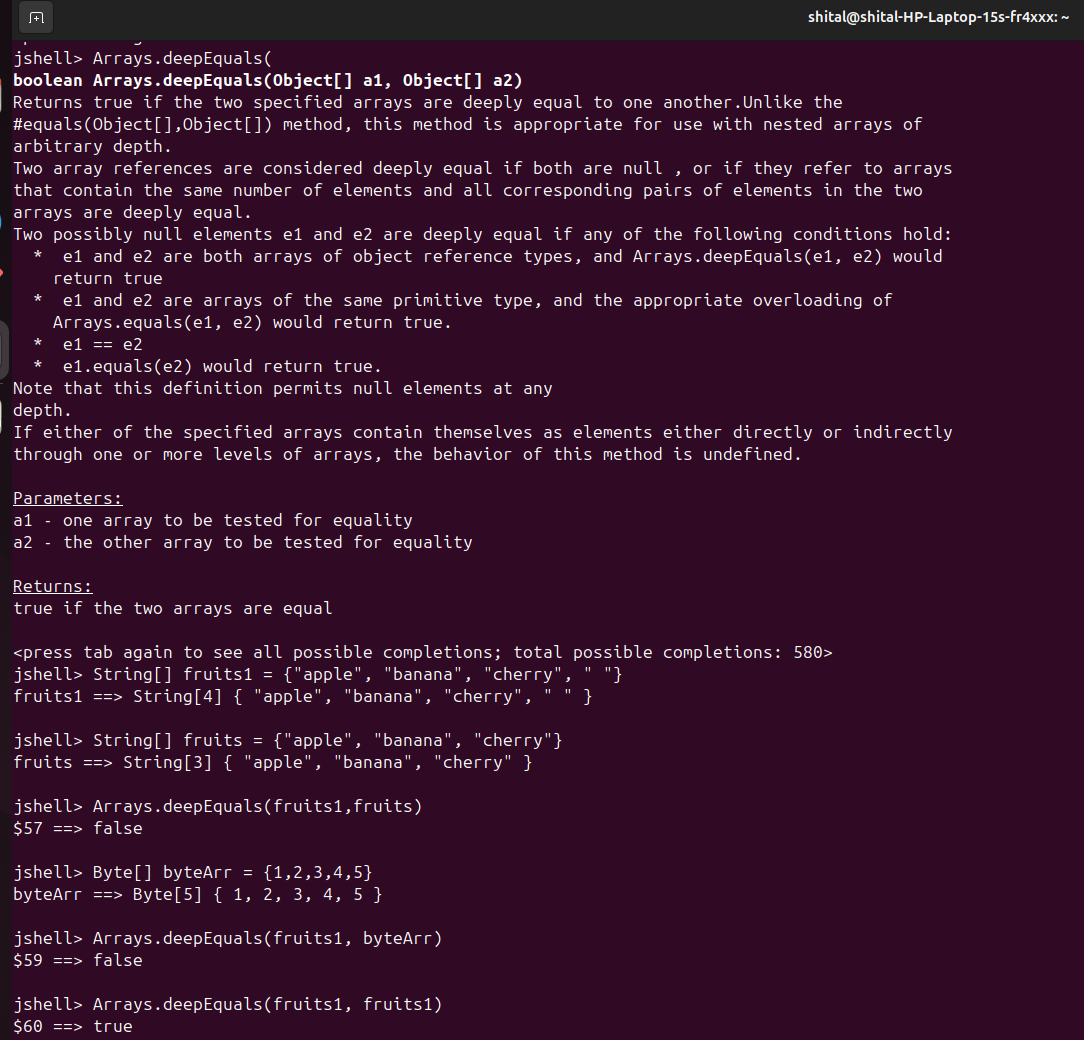 shital@shital-HP-Laptop-15s-fr4xxx: ~
jshell> Arrays.deepEquals(
boolean Arrays.deepEquals(Object[] a1, Object[] a2)
Returns true if the two specified arrays are deeply equal to one another.Unlike the
#equals(Object[],Object[]) method, this method is appropriate for use with nested arrays of
arbitrary depth.
Two array references are considered deeply equal if both are null , or if they refer to arrays
that contain the same number of elements and all corresponding pairs of elements in the two
arrays are deeply equal.
Two possibly null elements e1 and e2 are deeply equal if any of the following conditions hold:
  *  e1 and e2 are both arrays of object reference types, and Arrays.deepEquals(e1, e2) would
    return true
  *  e1 and e2 are arrays of the same primitive type, and the appropriate overloading of
    Arrays.equals(e1, e2) would return true.
  *  e1 == e2
  *  e1.equals(e2) would return true.
Note that this definition permits null elements at any
depth.
If either of the specified arrays contain themselves as elements either directly or indirectly
through one or more levels of arrays, the behavior of this method is undefined.

Parameters:
a1 - one array to be tested for equality
a2 - the other array to be tested for equality

Returns:
true if the two arrays are equal

<press tab again to see all possible completions; total possible completions: 580>
jshell> String[] fruits1 = {"apple", "banana", "cherry", " "}
fruits1 ==> String[4] { "apple", "banana", "cherry", " " }

jshell> String[] fruits = {"apple", "banana", "cherry"}
fruits ==> String[3] { "apple", "banana", "cherry" }

jshell> Arrays.deepEquals(fruits1,fruits)
$57 ==> false

jshell> Byte[] byteArr = {1,2,3,4,5}
byteArr ==> Byte[5] { 1, 2, 3, 4, 5 }

jshell> Arrays.deepEquals(fruits1, byteArr)
$59 ==> false

jshell> Arrays.deepEquals(fruits1, fruits1)
$60 ==> true